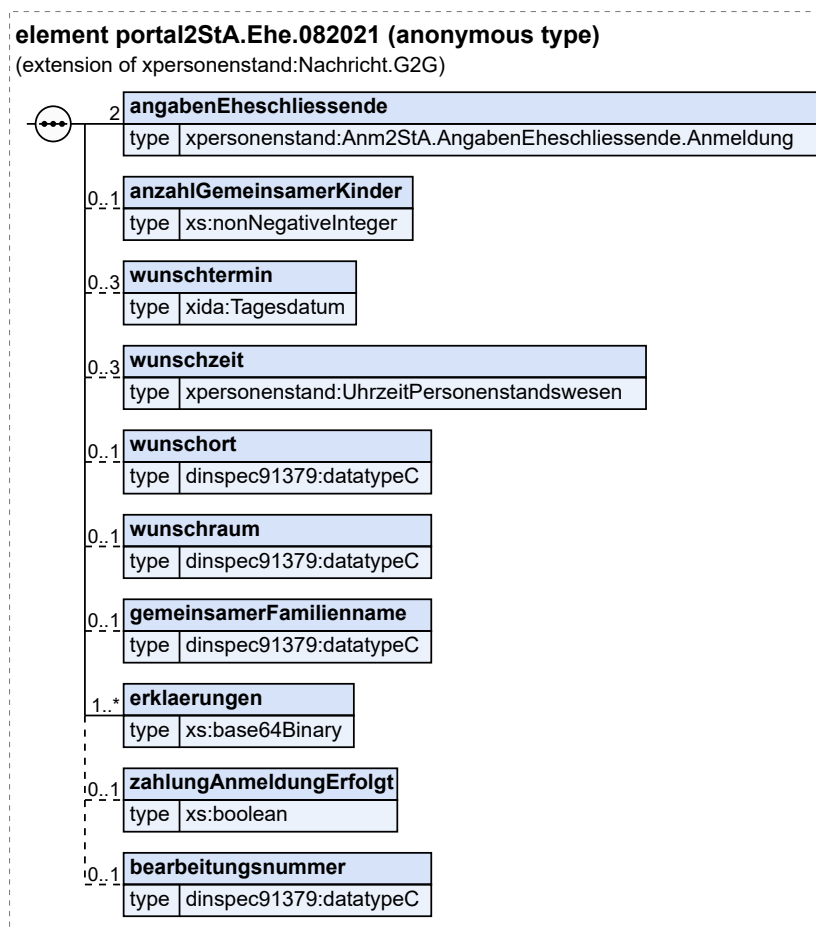 element portal2StA.Ehe.082021 (anonymous type)
(extension of xpersonenstand:Nachricht.G2G)
2
angabenEheschliessende
type xpersonenstand:Anm2StA.AngabenEheschliessende.Anmeldung
0..1
anzahlGemeinsamerKinder
type xs:nonNegativeInteger
0..3
wunschtermin
type xida:Tagesdatum
0..3
wunschzeit
type xpersonenstand:UhrzeitPersonenstandswesen
0..1
wunschort
type dinspec91379:datatypeC
0..1
wunschraum
type dinspec91379:datatypeC
0..1
gemeinsamerFamilienname
type dinspec91379:datatypeC
1..*
erklaerungen
type xs:base64Binary
0..1
zahlungAnmeldungErfolgt
type xs:boolean
0..1
bearbeitungsnummer
type dinspec91379:datatypeC